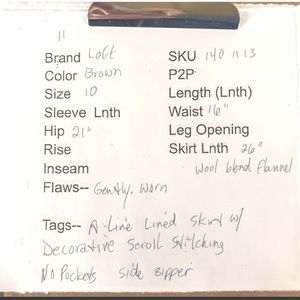 11
Brand Loft SKU 140 11.13
Color Brown P2P
Size 10 Length (Lnth)
Sleeve Lnth Waist 16"
Hip 21" Leg Opening
Rise Skirt Lnth 26"
Inseam Wool blend flannel
Flaws-- Gently worn
Tags-- A-Line Lined Skirt w/
Decorative Scroll Stitching
No Pockets Side Zipper